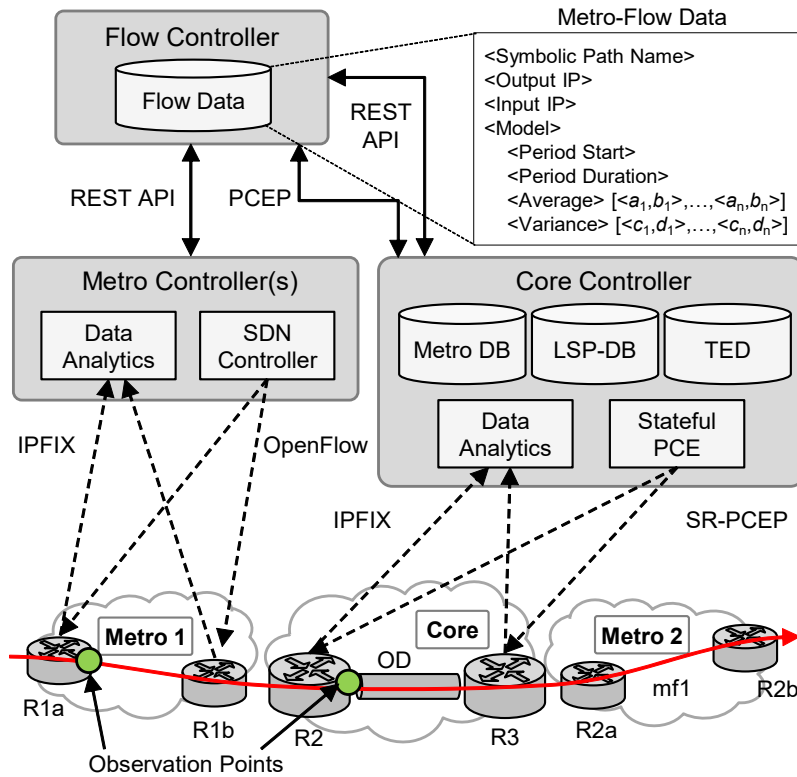 Metro-Flow Data
Flow Controller
Flow Data
<Symbolic Path Name>
<Output IP>
<Input IP>
<Model>
<Period Start>
<Period Duration>
<Average> [<a1,b1>,…,<an,bn>]
<Variance> [<c1,d1>,…,<cn,dn>]
REST
API
REST API
PCEP
Metro Controller(s)
Data
Analytics
SDN
Controller
Core Controller
Metro DB
LSP-DB
TED
Data
Analytics
Stateful
PCE
IPFIX
OpenFlow
IPFIX
SR-PCEP
Metro 1
Core
Metro 2
OD
mf1
R1a
R1b
R2
R3
R2a
R2b
Observation Points